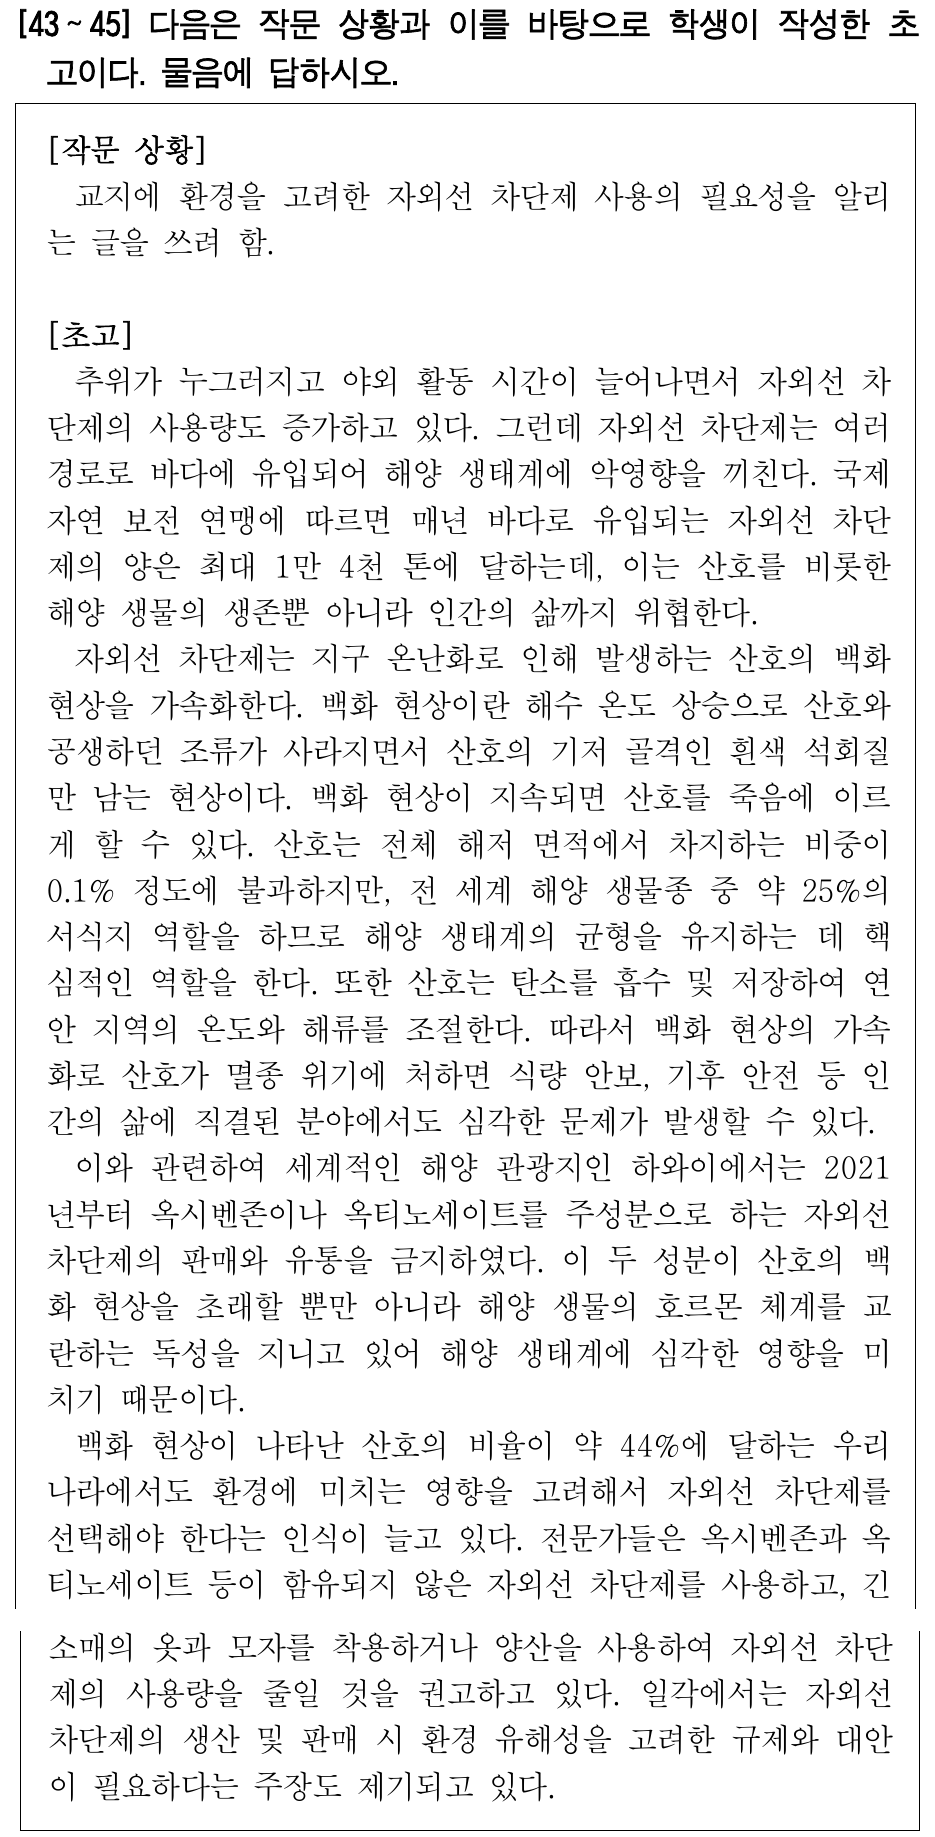 [43~45] 다음은 작문 상황과 이를 바탕으로 학생이 작성한 초
고이다. 물음에 답하시오.
[작문 상황]
교지에 환경을 고려한 자외선 차단제 사용의 필요성을 알리
는 글을 쓰려 함.
[초고]
추위가 누그러지고 야외 활동 시간이 늘어나면서 자외선 차
단제의 사용량도 증가하고 있다. 그런데 자외선 차단제는 여러
경로로 바다에 유입되어 해양 생태계에 악영향을 끼친다. 국제
자연 보전 연맹에 따르면 매년 바다로 유입되는 자외선 차단
제의 양은 최대 1만 4천 톤에 달하는데, 이는 산호를 비롯한
해양 생물의 생존뿐 아니라 인간의 삶까지 위협한다.
자외선 차단제는 지구 온난화로 인해 발생하는 산호의 백화
현상을 가속화한다. 백화 현상이란 해수 온도 상승으로 산호와
공생하던 조류가 사라지면서 산호의 기저 골격인 흰색 석회질
만 남는 현상이다. 백화 현상이 지속되면 산호를 죽음에 이르
게 할 수 있다. 산호는 전체 해저 면적에서 차지하는 비중이
0.1% 정도에 불과하지만, 전 세계 해양 생물종 중 약 25%의
서식지 역할을 하므로 해양 생태계의 균형을 유지하는 데 핵
심적인 역할을 한다. 또한 산호는 탄소를 흡수 및 저장하여 연
안 지역의 온도와 해류를 조절한다. 따라서 백화 현상의 가속
화로 산호가 멸종 위기에 처하면 식량 안보, 기후 안전 등 인
간의 삶에 직결된 분야에서도 심각한 문제가 발생할 수 있다.
이와 관련하여 세계적인 해양 관광지인 하와이에서는 2021
년부터 옥시벤존이나 옥티노세이트를 주성분으로 하는 자외선
차단제의 판매와 유통을 금지하였다. 이 두 성분이 산호의 백
화 현상을 초래할 뿐만 아니라 해양 생물의 호르몬 체계를 교
란하는 독성을 지니고 있어 해양 생태계에 심각한 영향을 미
치기 때문이다.
백화 현상이 나타난 산호의 비율이 약 44%에 달하는 우리
나라에서도 환경에 미치는 영향을 고려해서 자외선 차단제를
선택해야 한다는 인식이 늘고 있다. 전문가들은 옥시벤존과 옥
티노세이트 등이 함유되지 않은 자외선 차단제를 사용하고, 긴
소매의 옷과 모자를 착용하거나 양산을 사용하여 자외선 차단
제의 사용량을 줄일 것을 권고하고 있다. 일각에서는 자외선
차단제의 생산 및 판매 시 환경 유해성을 고려한 규제와 대안
이 필요하다는 주장도 제기되고 있다.